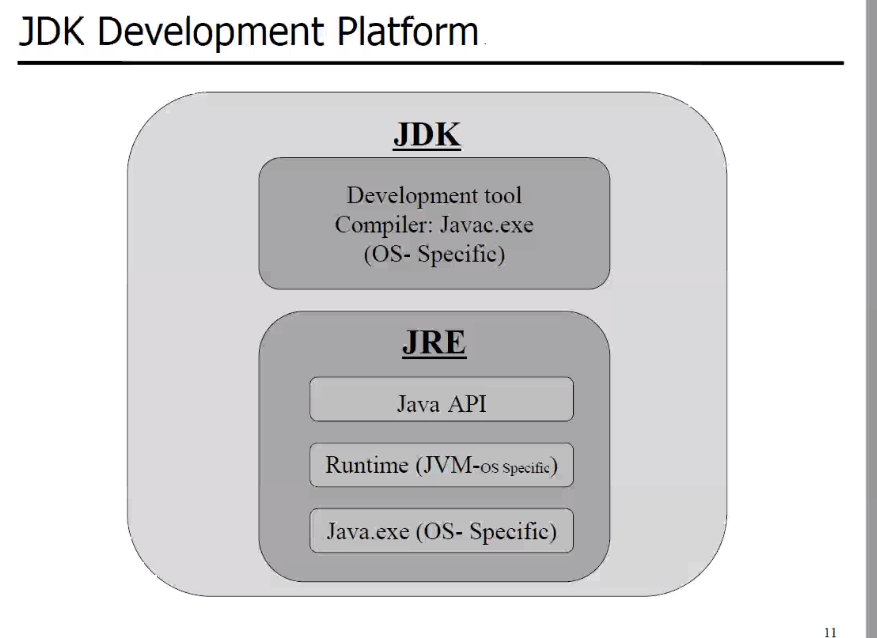 JDK Development Platform
JDK
Development tool
Compiler: Javac.exe
(OS- Specific)
JRE
Java API
Runtime (JVM-OS Specific)
Java.exe (OS- Specific)
11